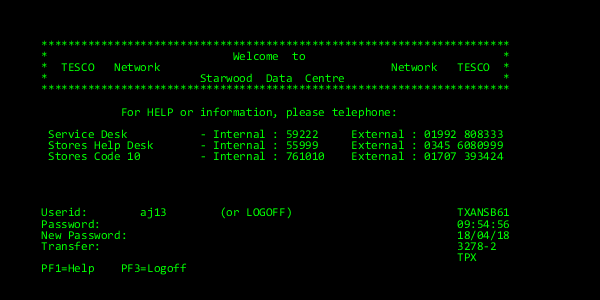 ***********************************************************************
*                            Welcome  to                              *
*  TESCO   Network                                   Network   TESCO  *
*                       Starwood  Data  Centre                        *
***********************************************************************
For HELP or information, please telephone:
Service Desk           - Internal : 59222     External : 01992 808333
Stores Help Desk       - Internal : 55999     External : 0345 6080999
Stores Code 10         - Internal : 761010    External : 01707 393424
Userid:        aj13        (or LOGOFF)                         TXANSB61
Password:                                                      09:54:56
New Password:                                                  18/04/18
Transfer:                                                      3278-2
TPX
PF1=Help    PF3=Logoff